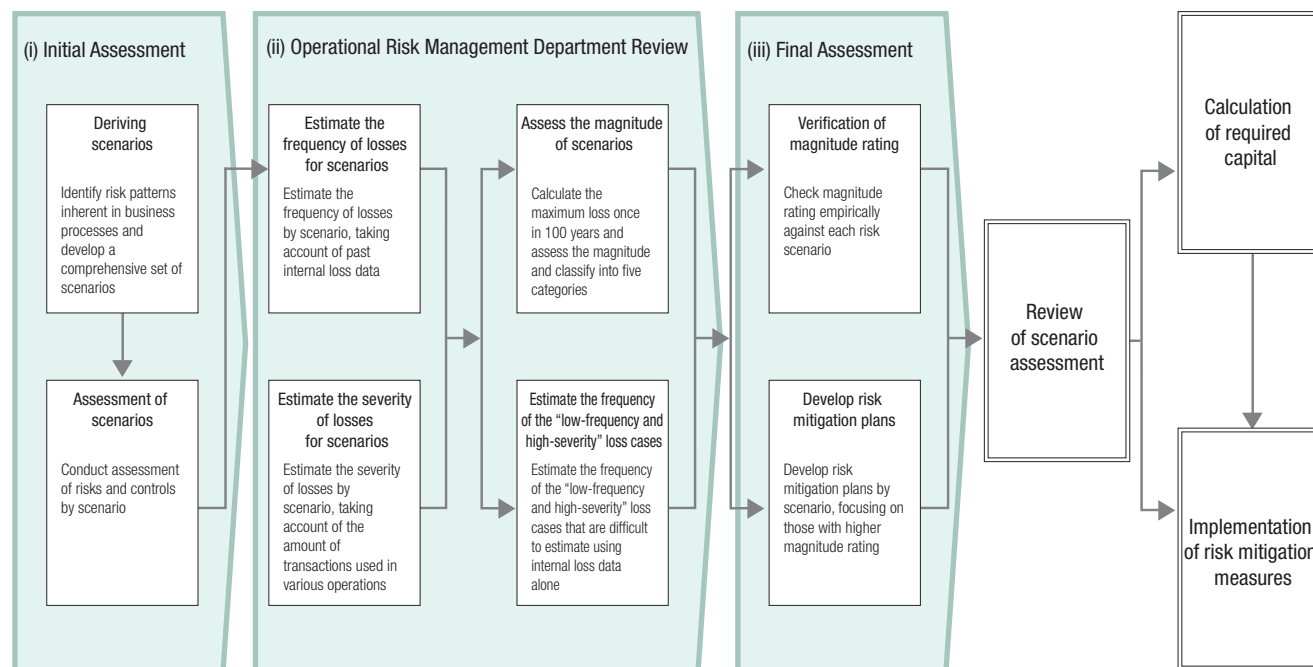 (i) Initial Assessment
Deriving
scenarios
Identify risk patterns
inherent in business
processes and
develop a
comprehensive set of
scenarios
Assessment of
scenarios
Conduct assessment
of risks and controls
by scenario
(ii) Operational Risk Management Department Review
Estimate the
frequency of losses
for scenarios
Estimate the
frequency of losses
by scenario, taking
account of past
internal loss data
Estimate the severity
of losses
for scenarios
Estimate the severity
of losses by
scenario, taking
account of the
amount of
transactions used in
various operations
Assess the magnitude
of scenarios
Calculate the
maximum loss once
in 100 years and
assess the magnitude
and classify into five
categories
Estimate the frequency
of the “low-frequency and
high-severity” loss cases
Estimate the frequency
of the “low-frequency
and high-severity” loss
cases that are difficult
to estimate using
internal loss data
alone
(iii) Final Assessment
Verification of
magnitude rating
Check magnitude
rating empirically
against each risk
scenario
Develop risk
mitigation plans
Develop risk
mitigation plans by
scenario, focusing on
those with higher
magnitude rating
Review
of scenario
assessment
Calculation
of required
capital
Implementation
of risk mitigation
measures